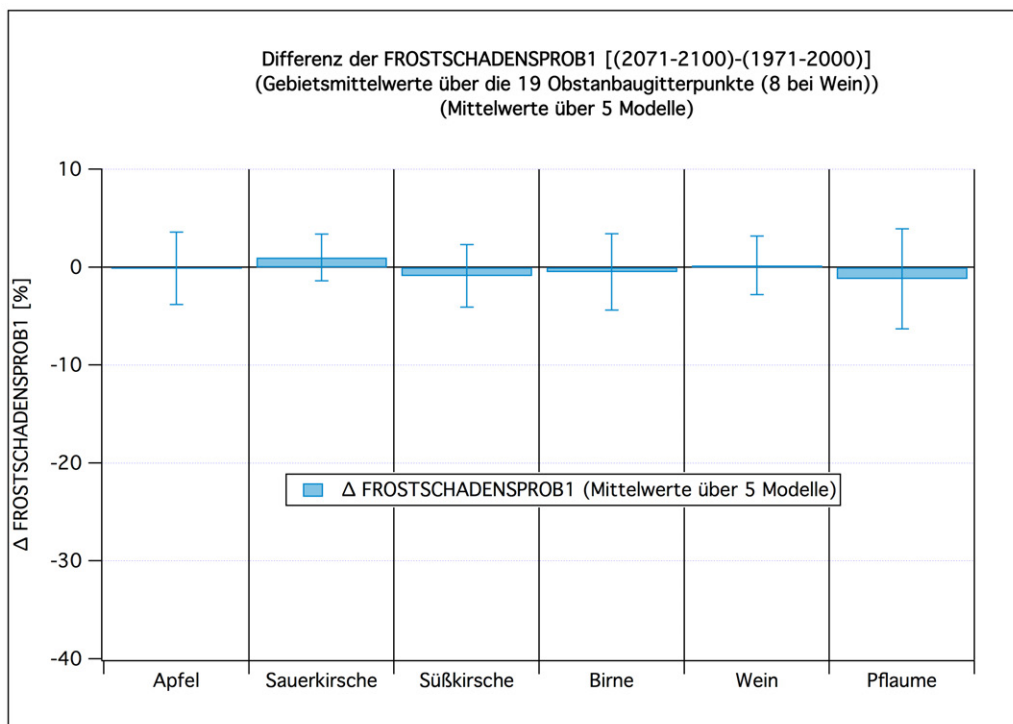 Differenz der FROSTSCHADENSPROB1 [(2071-2100)-(1971-2000)]
(Gebietsmittelwerte über die 19 Obstanbaugitterpunkte (8 bei Wein))
(Mittelwerte über 5 Modelle)
Δ FROSTSCHADENSPROB1 [%]
10
0
-10
-20
-30
-40
Δ FROSTSCHADENSPROB1 (Mittelwerte über 5 Modelle)
Apfel Sauerkirsche Süßkirsche Birne Wein Pflaume